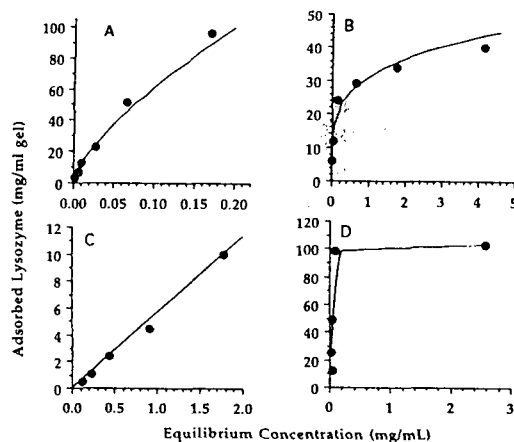 A
B
100
80
60
40
20
0
0.00 0.05 0.10 0.15 0.20
50
40
30
20
10
0
0 1 2 3 4 5
C
D
12
10
8
6
4
2
0
0.0 0.5 1.0 1.5 2.0
120
100
80
60
40
20
0
0 1 2 3
Adsorbed Lysozyme (mg/ml gel)
Equilibrium Concentration (mg/mL)